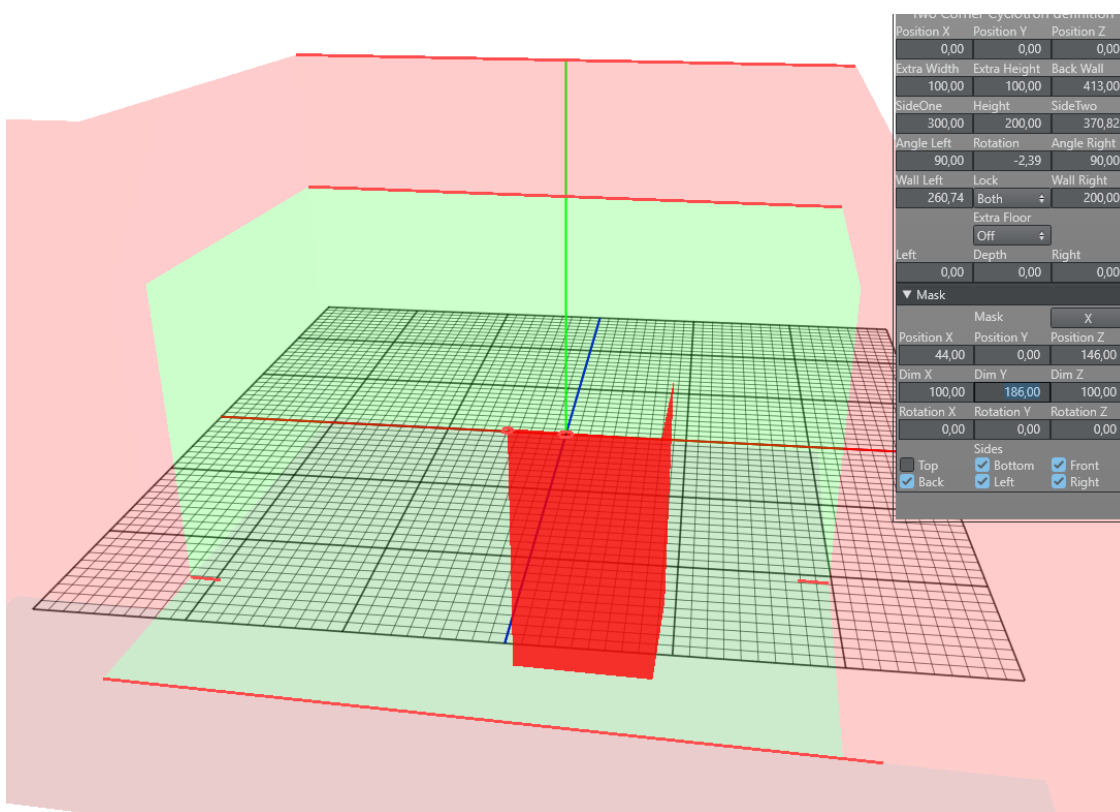 Two Corner Cyclotron definition
Position X Position Y Position Z
0,00 0,00 0,00
Extra Width Extra Height Back Wall
100,00 100,00 413,00
SideOne Height SideTwo
300,00 200,00 370,82
Angle Left Rotation Angle Right
90,00 -2,39 90,00
Wall Left Lock Wall Right
260,74 Both 200,00
Extra Floor
Off
Left Depth Right
0,00 0,00 0,00
▼ Mask
Mask X
Position X Position Y Position Z
44,00 0,00 146,00
Dim X Dim Y Dim Z
100,00 186,00 100,00
Rotation X Rotation Y Rotation Z
0,00 0,00 0,00
Sides
Top Bottom Front
Back Left Right